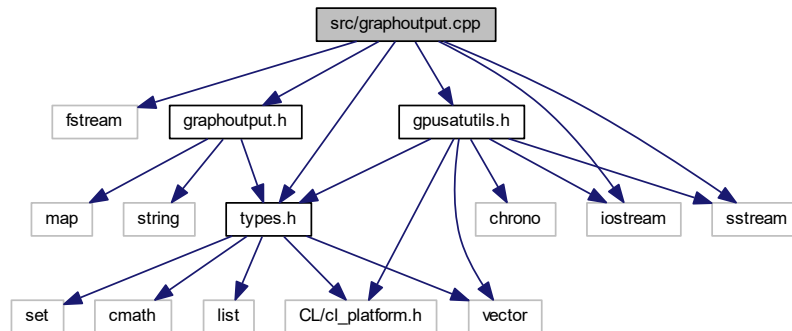 src/graphoutput.cpp
fstream
graphoutput.h
gpusatutils.h
map
string
types.h
chrono
iostream
sstream
set
cmath
list
CL/cl_platform.h
vector